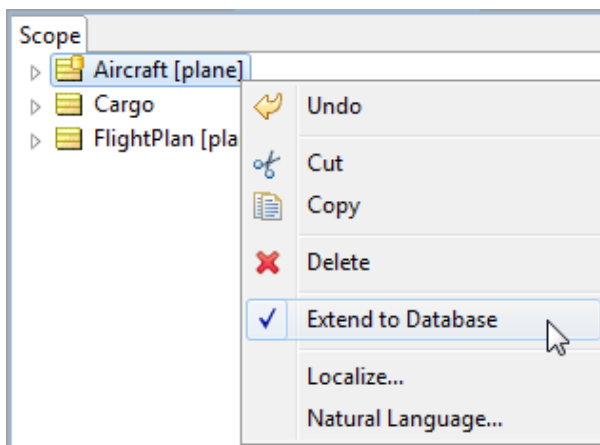 Scope
Aircraft [plane]
Cargo
FlightPlan [pla
Undo
Cut
Copy
Delete
Extend to Database
Localize...
Natural Language...